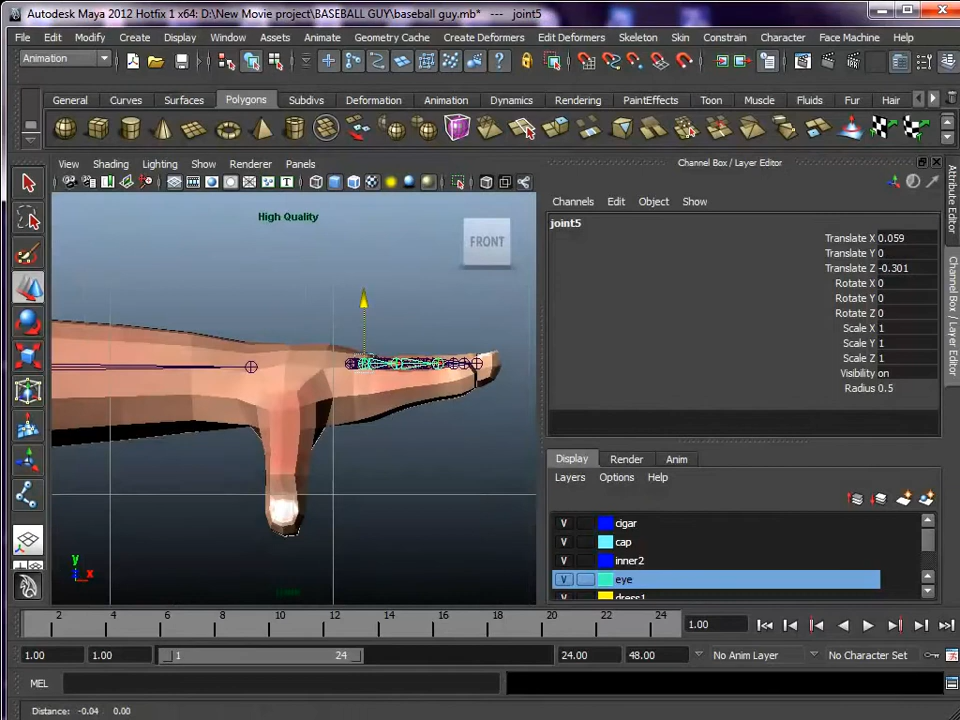 Autodesk Maya 2012 Hotfix 1 x64: D:\New Movie project\BASEBALL GUY\baseball guy.mb* --- joint5
File Edit Modify Create Display Window Assets Animate Geometry Cache Create Deformers Edit Deformers Skeleton Skin Constrain Character Face Machine Help
Animation
General Curves Surfaces Polygons Subdivs Deformation Animation Dynamics Rendering PaintEffects Toon Muscle Fluids Fur Hair
View Shading Lighting Show Renderer Panels
Channel Box / Layer Editor
High Quality
FRONT
Channels Edit Object Show
joint5
Translate X 0.059
Translate Y 0
Translate Z -0.301
Rotate X 0
Rotate Y 0
Rotate Z 0
Scale X 1
Scale Y 1
Scale Z 1
Visibility on
Radius 0.5
Attribute Editor
Channel Box / Layer Editor
Display Render Anim
Layers Options Help
V cigar
V cap
V inner2
V eye
V dress1
y
x
2 4 6 8 10 12 14 16 18 20 22 24
1.00
1.00 1.00 1 24 24.00 48.00 No Anim Layer No Character Set
MEL
Distance: -0.04 0.00